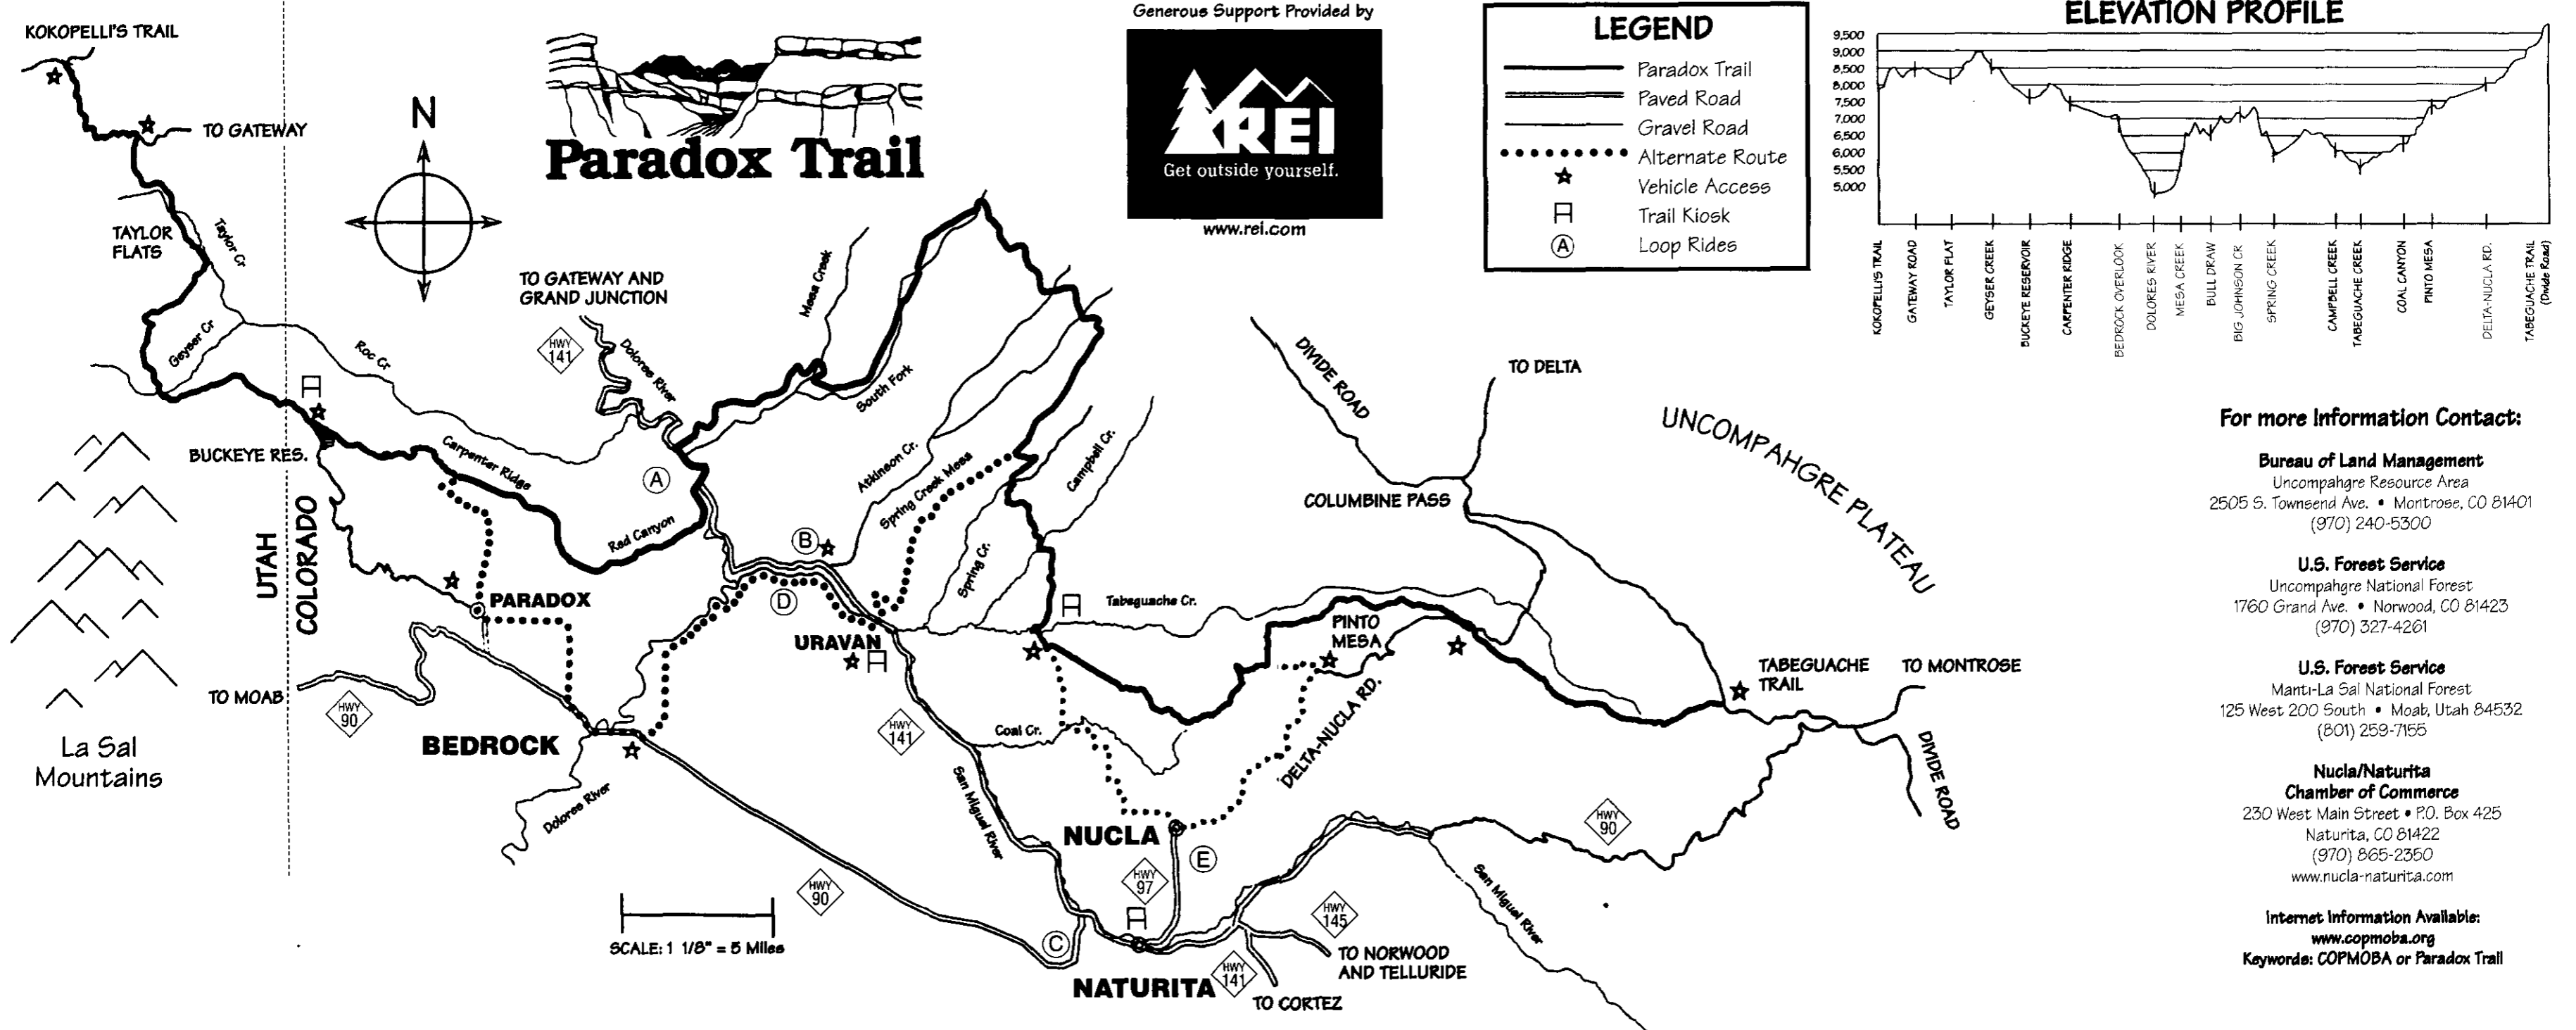 KOKOPELLI'S TRAIL
TO GATEWAY
TAYLOR
FLATS
Taylor Cr
Geyser Cr
Roc Cr
BUCKEYE RES.
Carpenter Ridge
Red Canyon
UTAH
COLORADO
La Sal
Mountains
N
Paradox Trail
TO GATEWAY AND
GRAND JUNCTION
HWY
141
Dolores River
Mesa Creek
South Fork
Atkinson Cr.
Spring Creek Mesa
Spring Cr.
Campbell Cr.
A
B
D
PARADOX
TO MOAB
HWY
90
BEDROCK
Dolores River
URAVAN
HWY
141
San Miguel River
Coal Cr.
Tabeguache Cr.
PINTO
MESA
DELTA-NUCLA RD.
NUCLA
E
HWY
97
HWY
90
C
SCALE: 1 1/8" = 5 Miles
NATURITA
HWY
141
TO CORTEZ
HWY
145
TO NORWOOD
AND TELLURIDE
San Miguel River
HWY
90
DIVIDE ROAD
TO DELTA
COLUMBINE PASS
UNCOMPAHGRE PLATEAU
TABEGUACHE
TRAIL
TO MONTROSE
DIVIDE ROAD
Generous Support Provided by
REI
Get outside yourself.
www.rei.com
LEGEND
Paradox Trail
Paved Road
Gravel Road
Alternate Route
Vehicle Access
Trail Kiosk
A Loop Rides
ELEVATION PROFILE
9,500
9,000
8,500
8,000
7,500
7,000
6,500
6,000
5,500
5,000
KOKOPELLI'S TRAIL
GATEWAY ROAD
TAYLOR FLAT
GEYSER CREEK
BUCKEYE RESERVOIR
CARPENTER RIDGE
BEDROCK OVERLOOK
DOLORES RIVER
MESA CREEK
BULL DRAW
BIG JOHNSON CR
SPRING CREEK
CAMPBELL CREEK
TABEGUACHE CREEK
COAL CANYON
PINTO MESA
DELTA-NUCLA RD.
TABEGUACHE TRAIL
(Divide Road)
For more Information Contact:
Bureau of Land Management
Uncompahgre Resource Area
2505 S. Townsend Ave. • Montrose, CO 81401
(970) 240-5300
U.S. Forest Service
Uncompahgre National Forest
1760 Grand Ave. • Norwood, CO 81423
(970) 327-4261
U.S. Forest Service
Manti-La Sal National Forest
125 West 200 South • Moab, Utah 84532
(801) 259-7155
Nucla/Naturita
Chamber of Commerce
230 West Main Street • P.O. Box 425
Naturita, CO 81422
(970) 865-2350
www.nucla-naturita.com
Internet Information Available:
www.copmoba.org
Keywords: COPMOBA or Paradox Trail